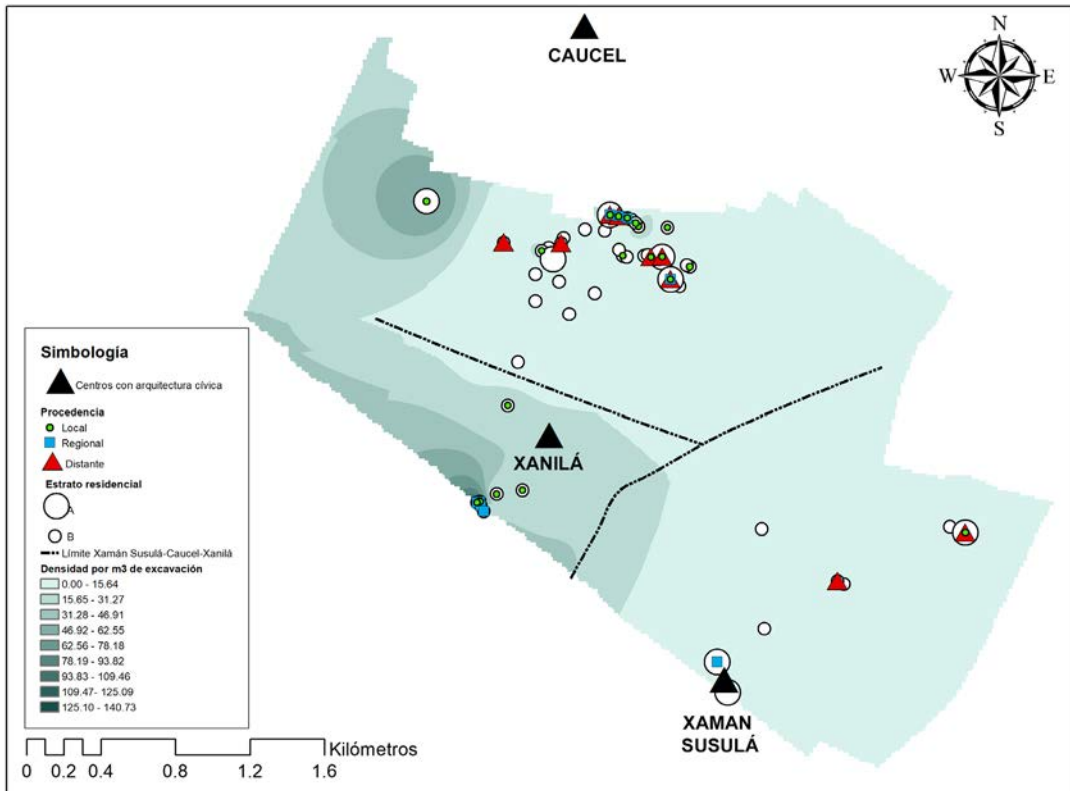 CAUCEL
N
W
E
S
XANILÁ
XAMAN
SUSULÁ
Simbología
Centros con arquitectura cívica
Procedencia
Local
Regional
Distante
Estrato residencial
A
B
Límite Xamán Susulá-Caucel-Xanilá
Densidad por m3 de excavación
0.00 - 15.64
15.65 - 31.27
31.28 - 46.91
46.92 - 62.55
62.56 - 78.18
78.19 - 93.82
93.83 - 109.46
109.47- 125.09
125.10 - 140.73
Kilómetros
0 0.2 0.4 0.8 1.2 1.6